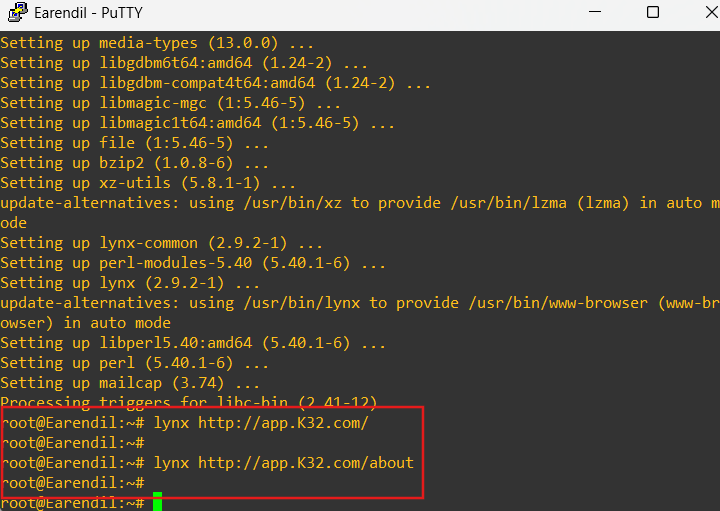 Earendil - PuTTY
Setting up media-types (13.0.0) ...
Setting up libgdbm6t64:amd64 (1.24-2) ...
Setting up libgdbm-compat4t64:amd64 (1.24-2) ...
Setting up libmagic-mgc (1:5.46-5) ...
Setting up libmagic1t64:amd64 (1:5.46-5) ...
Setting up file (1:5.46-5) ...
Setting up bzip2 (1.0.8-6) ...
Setting up xz-utils (5.8.1-1) ...
update-alternatives: using /usr/bin/xz to provide /usr/bin/lzma (lzma) in auto m
ode
Setting up lynx-common (2.9.2-1) ...
Setting up perl-modules-5.40 (5.40.1-6) ...
Setting up lynx (2.9.2-1) ...
update-alternatives: using /usr/bin/lynx to provide /usr/bin/www-browser (www-br
owser) in auto mode
Setting up libperl5.40:amd64 (5.40.1-6) ...
Setting up perl (5.40.1-6) ...
Setting up mailcap (3.74) ...
Processing triggers for libc-bin (2.41-12)
root@Earendil:~# lynx http://app.K32.com/
root@Earendil:~#
root@Earendil:~# lynx http://app.K32.com/about
root@Earendil:~#
root@Earendil:~#